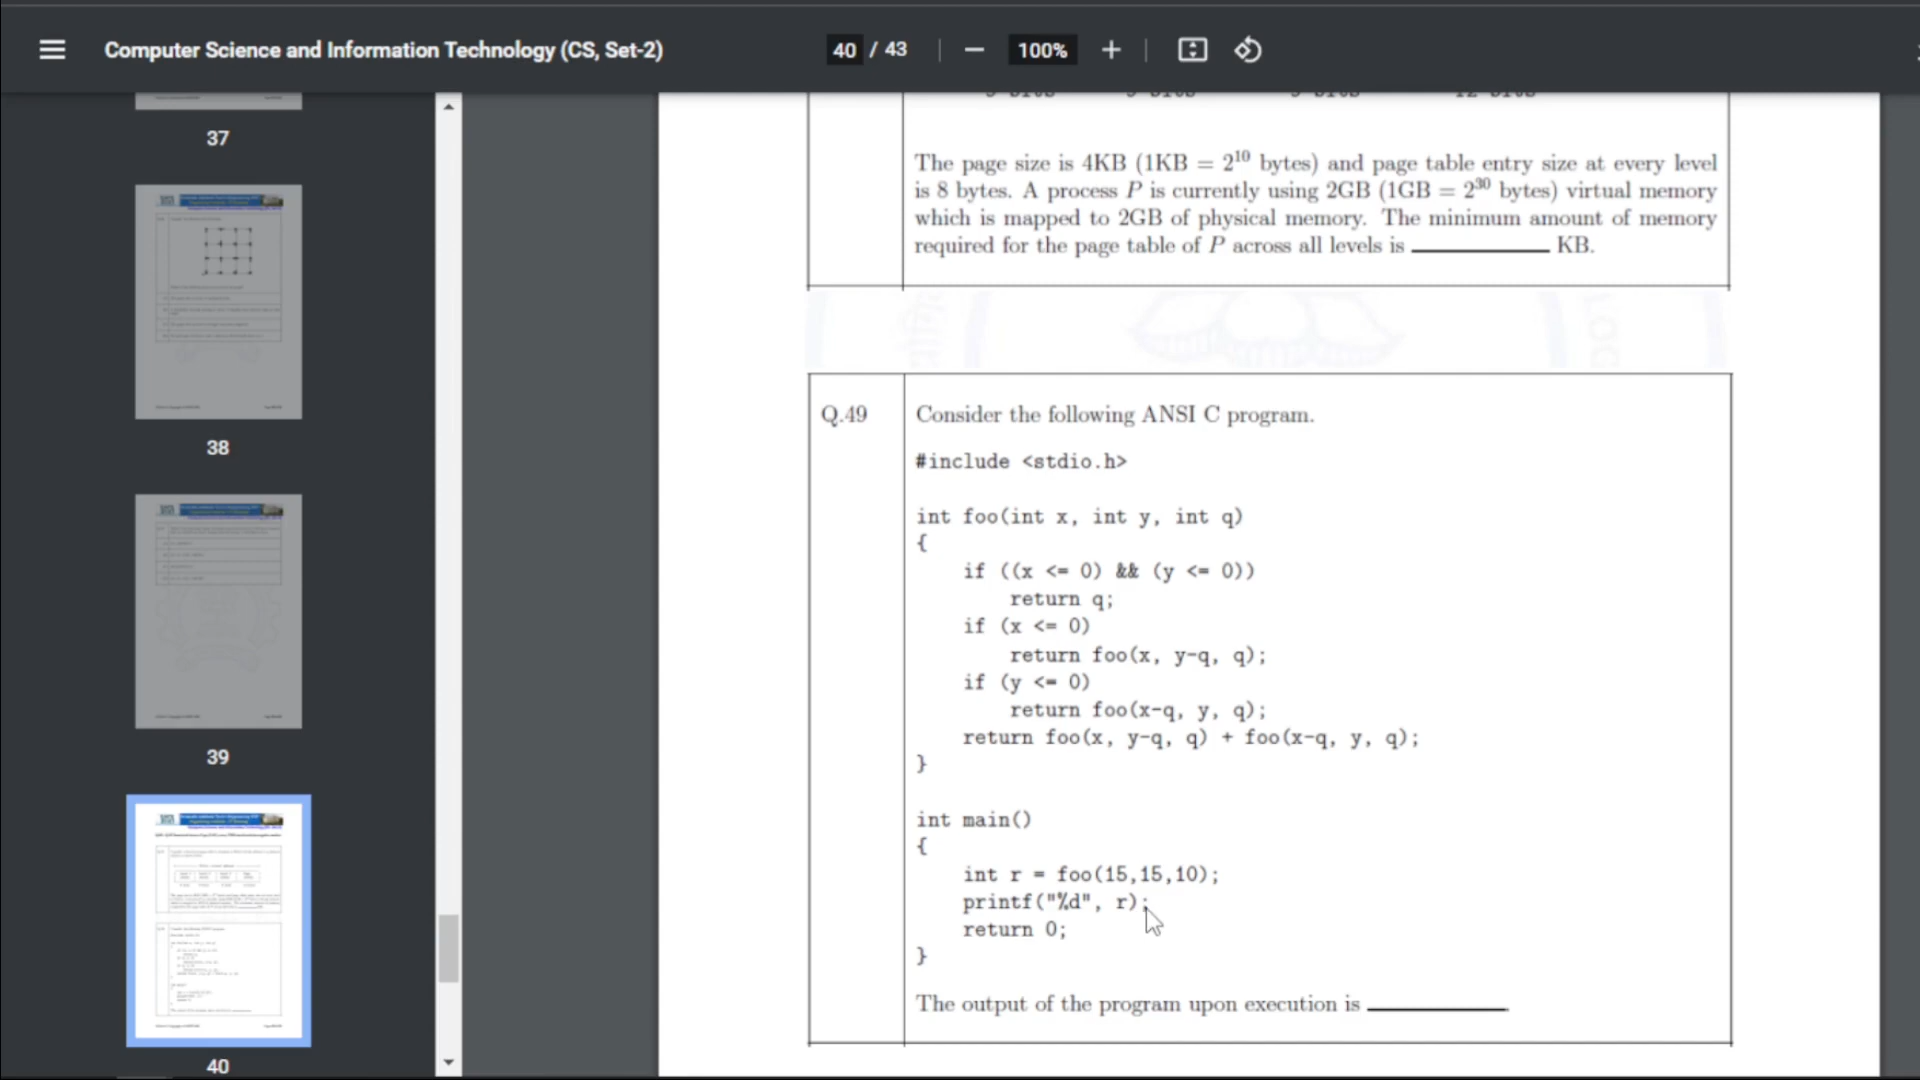 Computer Science and Information Technology (CS, Set-2)
40 / 43
100%
37
38
39
40
The page size is 4KB (1KB = 2^10 bytes) and page table entry size at every level
is 8 bytes. A process P is currently using 2GB (1GB = 2^30 bytes) virtual memory
which is mapped to 2GB of physical memory. The minimum amount of memory
required for the page table of P across all levels is ________ KB.
Q.49
Consider the following ANSI C program.
#include <stdio.h>
int foo(int x, int y, int q)
{
if ((x <= 0) && (y <= 0))
return q;
if (x <= 0)
return foo(x, y-q, q);
if (y <= 0)
return foo(x-q, y, q);
return foo(x, y-q, q) + foo(x-q, y, q);
}
int main()
{
int r = foo(15,15,10);
printf("%d", r);
return 0;
}
The output of the program upon execution is ________